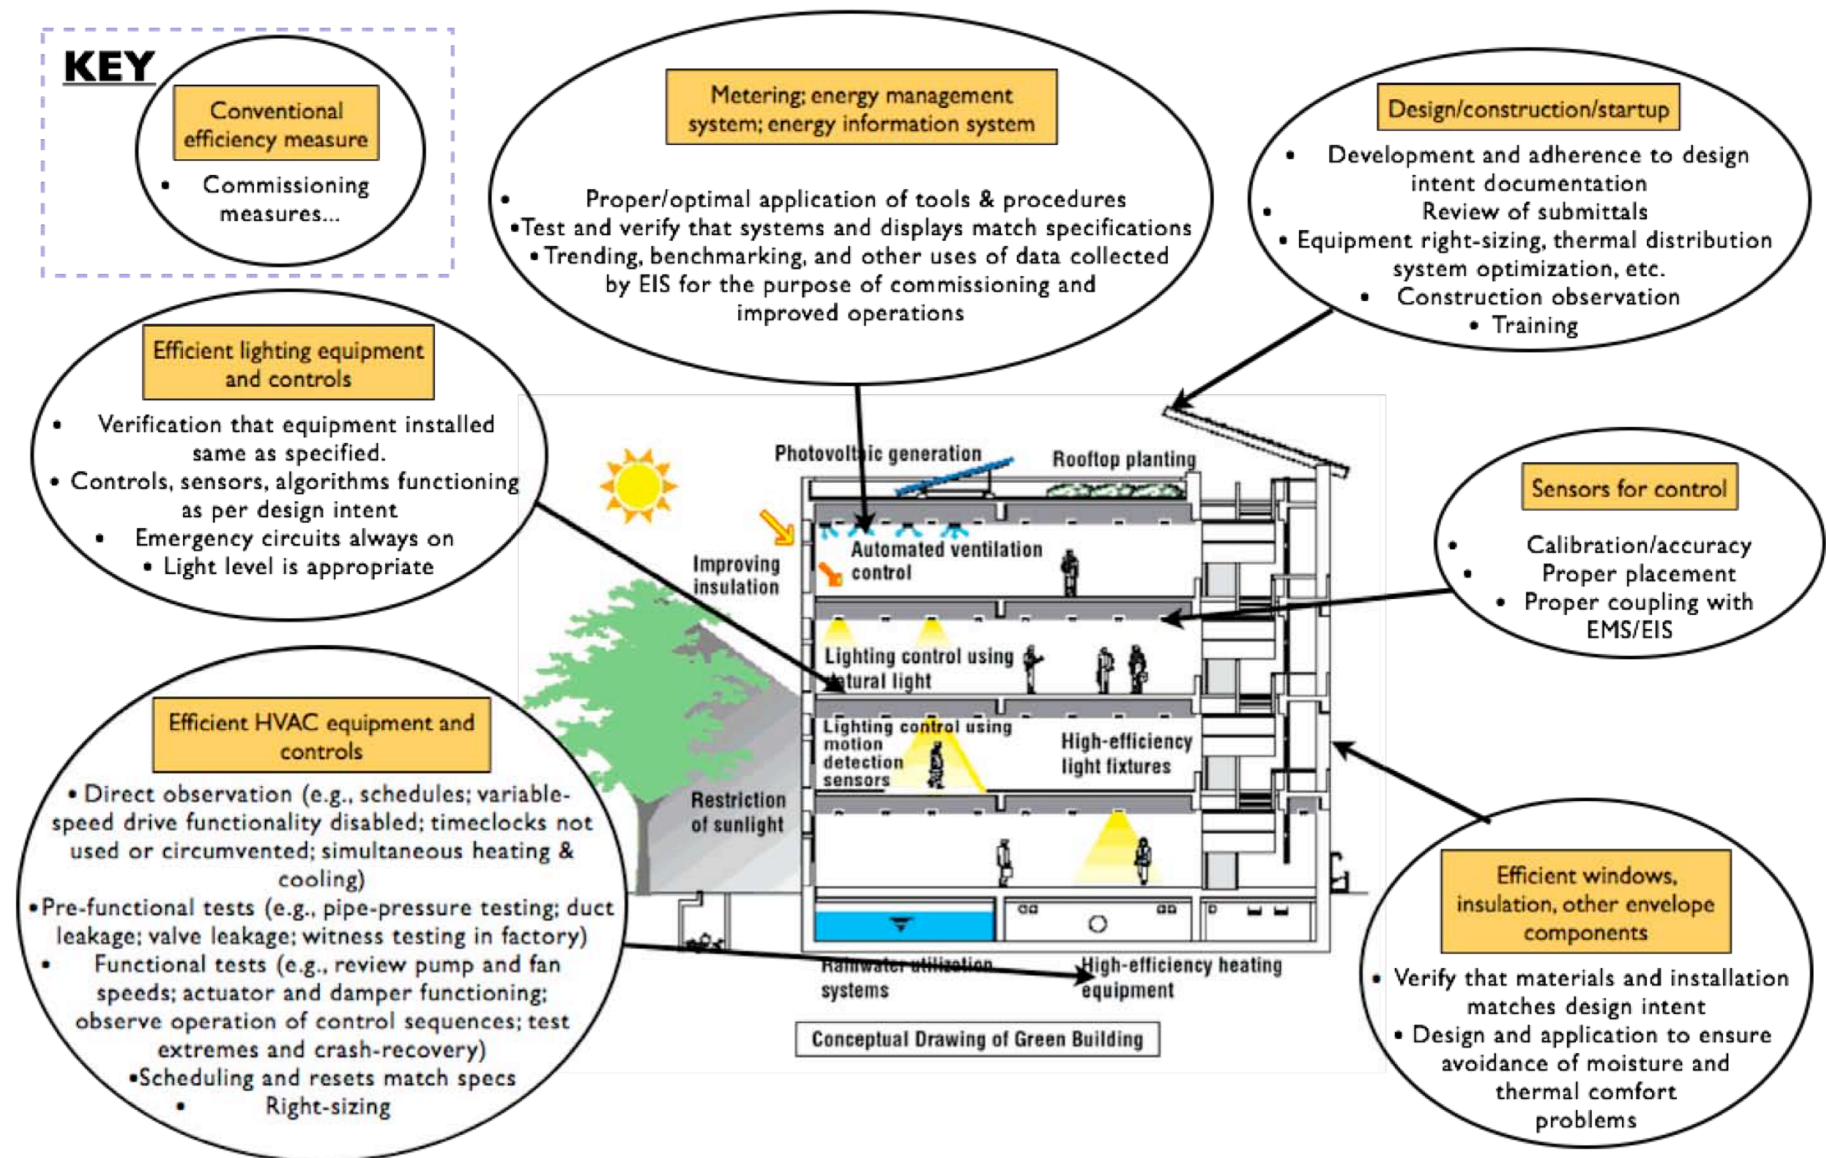 KEY
Conventional
efficiency measure
• Commissioning
measures...
Metering; energy management
system; energy information system
• Proper/optimal application of tools & procedures
•Test and verify that systems and displays match specifications
• Trending, benchmarking, and other uses of data collected
by EIS for the purpose of commissioning and
improved operations
Design/construction/startup
• Development and adherence to design
intent documentation
• Review of submittals
• Equipment right-sizing, thermal distribution
system optimization, etc.
• Construction observation
• Training
Efficient lighting equipment
and controls
• Verification that equipment installed
same as specified.
• Controls, sensors, algorithms functioning
as per design intent
• Emergency circuits always on
• Light level is appropriate
Sensors for control
• Calibration/accuracy
• Proper placement
• Proper coupling with
EMS/EIS
Efficient HVAC equipment and
controls
• Direct observation (e.g., schedules; variable-
speed drive functionality disabled; timeclocks not
used or circumvented; simultaneous heating &
cooling)
•Pre-functional tests (e.g., pipe-pressure testing; duct
leakage; valve leakage; witness testing in factory)
• Functional tests (e.g., review pump and fan
speeds; actuator and damper functioning;
observe operation of control sequences; test
extremes and crash-recovery)
•Scheduling and resets match specs
• Right-sizing
Efficient windows,
insulation, other envelope
components
• Verify that materials and installation
matches design intent
• Design and application to ensure
avoidance of moisture and
thermal comfort
problems
Photovoltaic generation
Rooftop planting
Improving
insulation
Automated ventilation
control
Lighting control using
natural light
Lighting control using
motion
detection
sensors
High-efficiency
light fixtures
Restriction
of sunlight
Rainwater utilization
systems
High-efficiency heating
equipment
Conceptual Drawing of Green Building